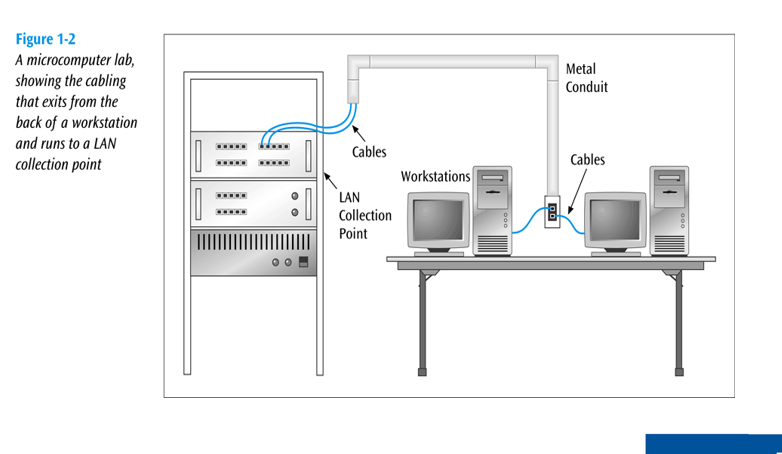 Figure 1-2
A microcomputer lab,
showing the cabling
that exits from the
back of a workstation
and runs to a LAN
collection point
Metal
Conduit
Cables
Cables
Workstations
LAN
Collection
Point